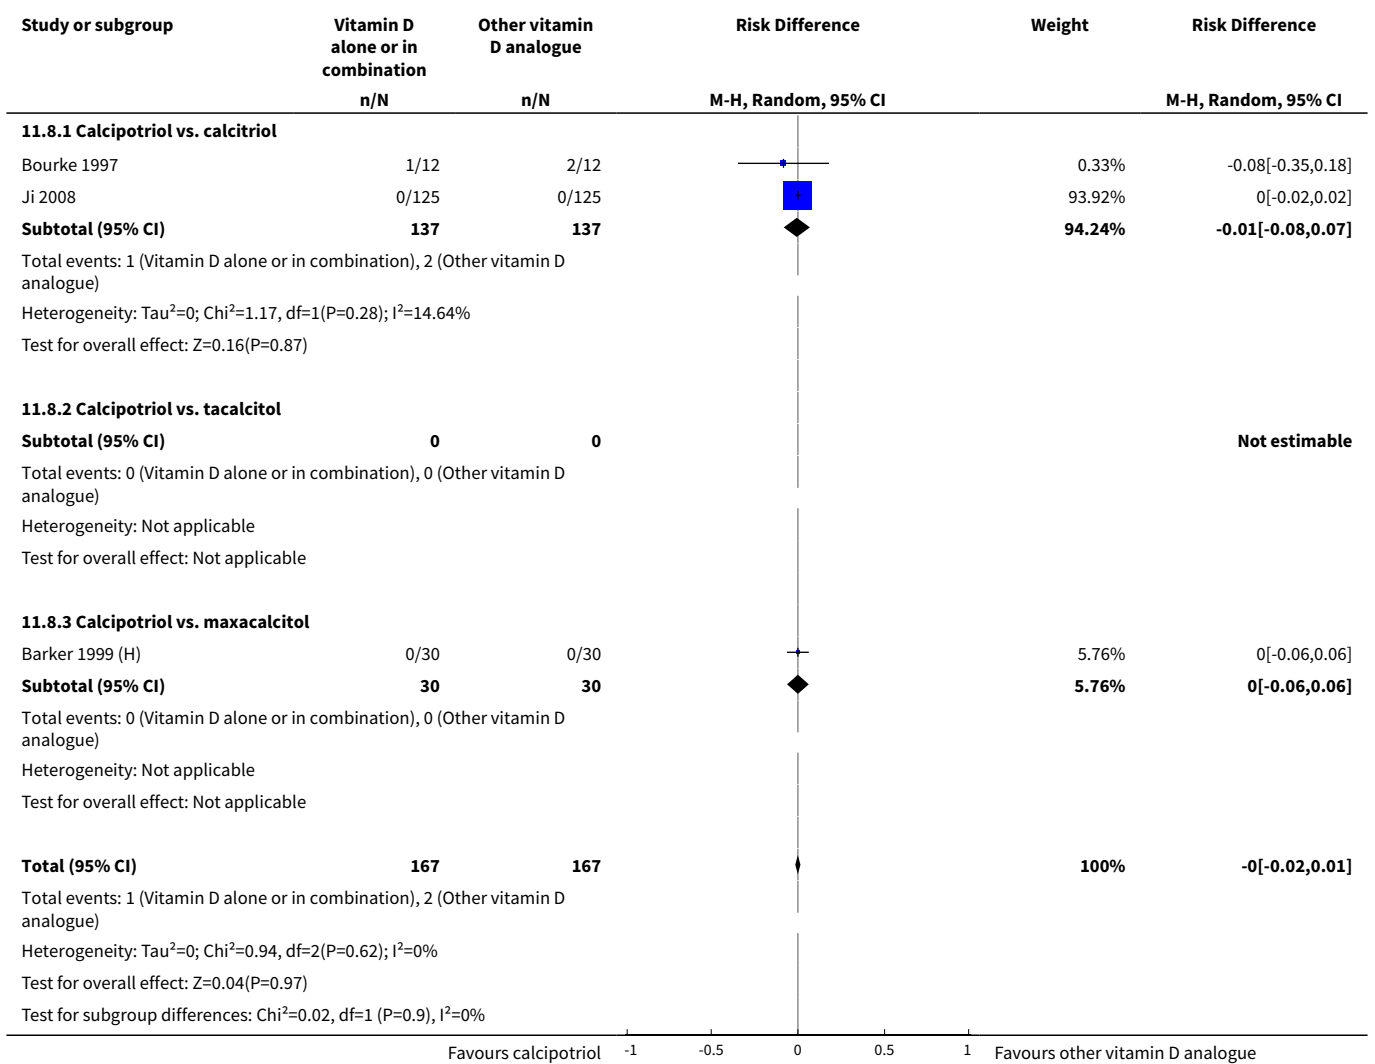 Study or subgroup Vitamin D alone or in combination Other vitamin D analogue Risk Difference Weight Risk Difference
n/N n/N M-H, Random, 95% CI M-H, Random, 95% CI
11.8.1 Calcipotriol vs. calcitriol
Bourke 1997 1/12 2/12 0.33% -0.08[-0.35,0.18]
Ji 2008 0/125 0/125 93.92% 0[-0.02,0.02]
Subtotal (95% CI) 137 137 94.24% -0.01[-0.08,0.07]
Total events: 1 (Vitamin D alone or in combination), 2 (Other vitamin D
analogue)
Heterogeneity: Tau²=0; Chi²=1.17, df=1(P=0.28); I²=14.64%
Test for overall effect: Z=0.16(P=0.87)
11.8.2 Calcipotriol vs. tacalcitol
Subtotal (95% CI) 0 0 Not estimable
Total events: 0 (Vitamin D alone or in combination), 0 (Other vitamin D
analogue)
Heterogeneity: Not applicable
Test for overall effect: Not applicable
11.8.3 Calcipotriol vs. maxacalcitol
Barker 1999 (H) 0/30 0/30 5.76% 0[-0.06,0.06]
Subtotal (95% CI) 30 30 5.76% 0[-0.06,0.06]
Total events: 0 (Vitamin D alone or in combination), 0 (Other vitamin D
analogue)
Heterogeneity: Not applicable
Test for overall effect: Not applicable
Total (95% CI) 167 167 100% -0[-0.02,0.01]
Total events: 1 (Vitamin D alone or in combination), 2 (Other vitamin D
analogue)
Heterogeneity: Tau²=0; Chi²=0.94, df=2(P=0.62); I²=0%
Test for overall effect: Z=0.04(P=0.97)
Test for subgroup differences: Chi²=0.02, df=1 (P=0.9), I²=0%
Favours calcipotriol -1 -0.5 0 0.5 1 Favours other vitamin D analogue